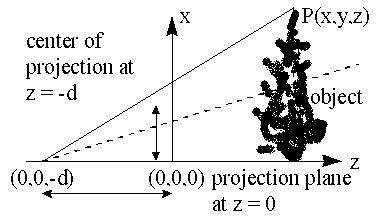 x
P(x,y,z)
center of
projection at
z = -d
object
z
(0,0,-d)
(0,0,0)
projection plane
at z = 0